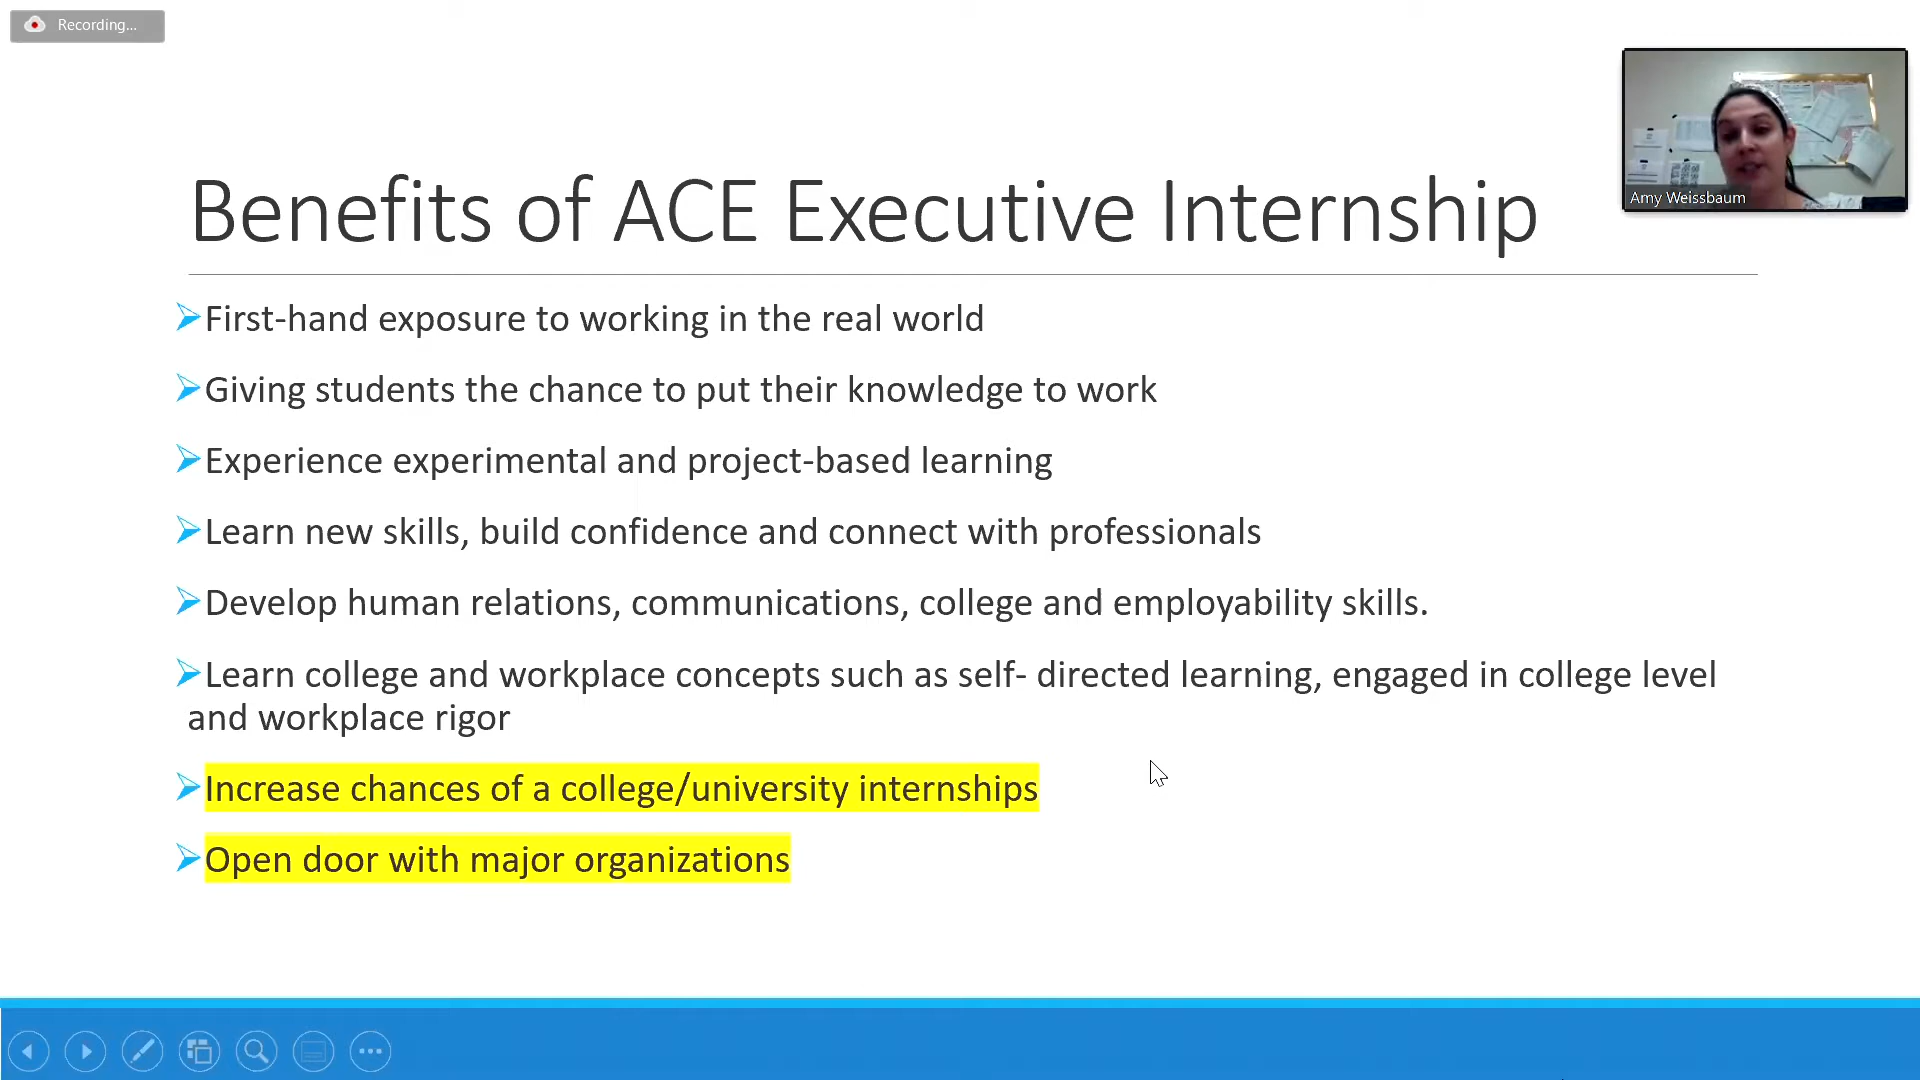 Recording...
Amy Weissbaum
Benefits of ACE Executive Internship
First-hand exposure to working in the real world
Giving students the chance to put their knowledge to work
Experience experimental and project-based learning
Learn new skills, build confidence and connect with professionals
Develop human relations, communications, college and employability skills.
Learn college and workplace concepts such as self- directed learning, engaged in college level
and workplace rigor
Increase chances of a college/university internships
Open door with major organizations